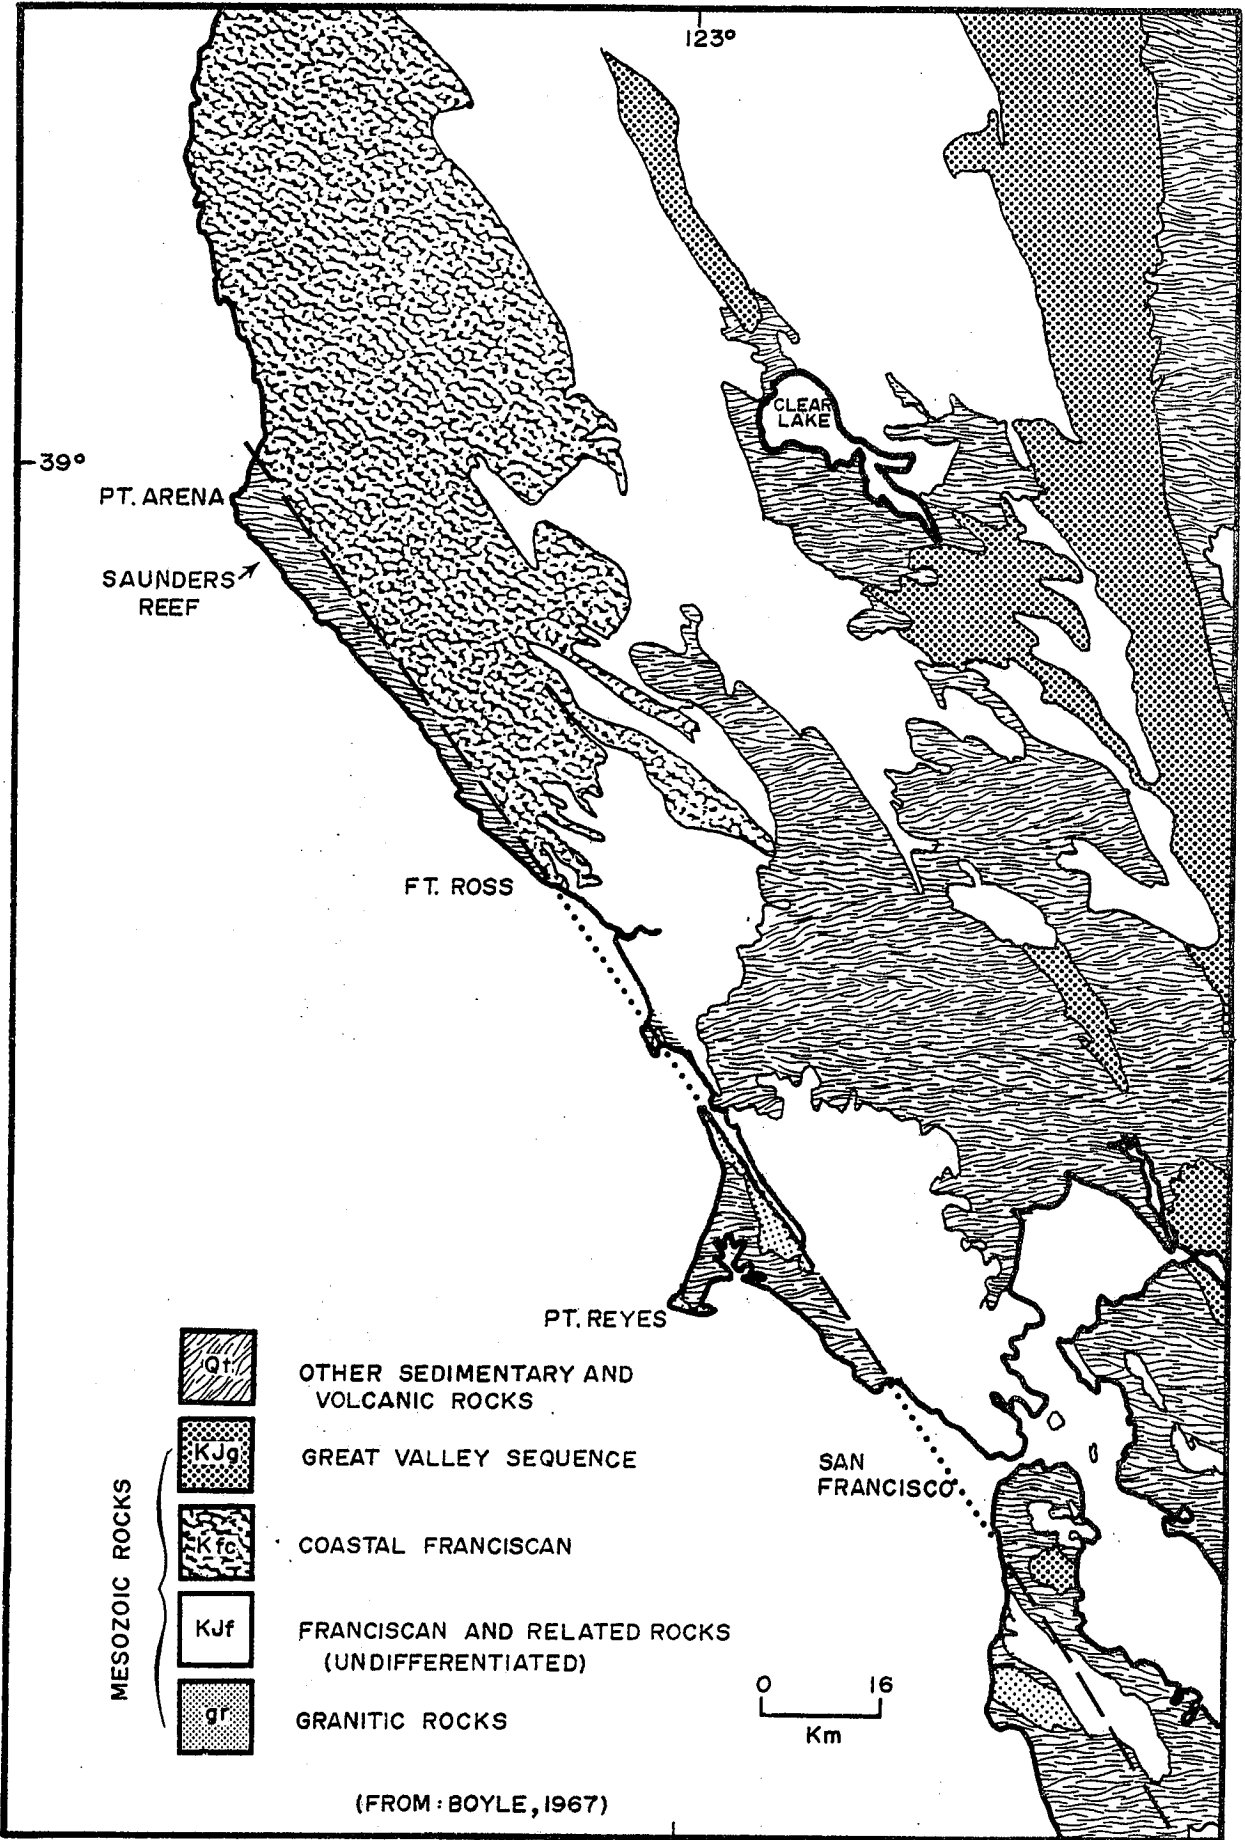 123°
CLEAR
LAKE
39°
PT. ARENA
SAUNDERS
REEF
FT. ROSS
PT. REYES
SAN
FRANCISCO
MESOZOIC ROCKS
Qt
OTHER SEDIMENTARY AND
VOLCANIC ROCKS
KJg
GREAT VALLEY SEQUENCE
Kfc
COASTAL FRANCISCAN
KJf
FRANCISCAN AND RELATED ROCKS
(UNDIFFERENTIATED)
gr
GRANITIC ROCKS
0 16
Km
(FROM: BOYLE, 1967)